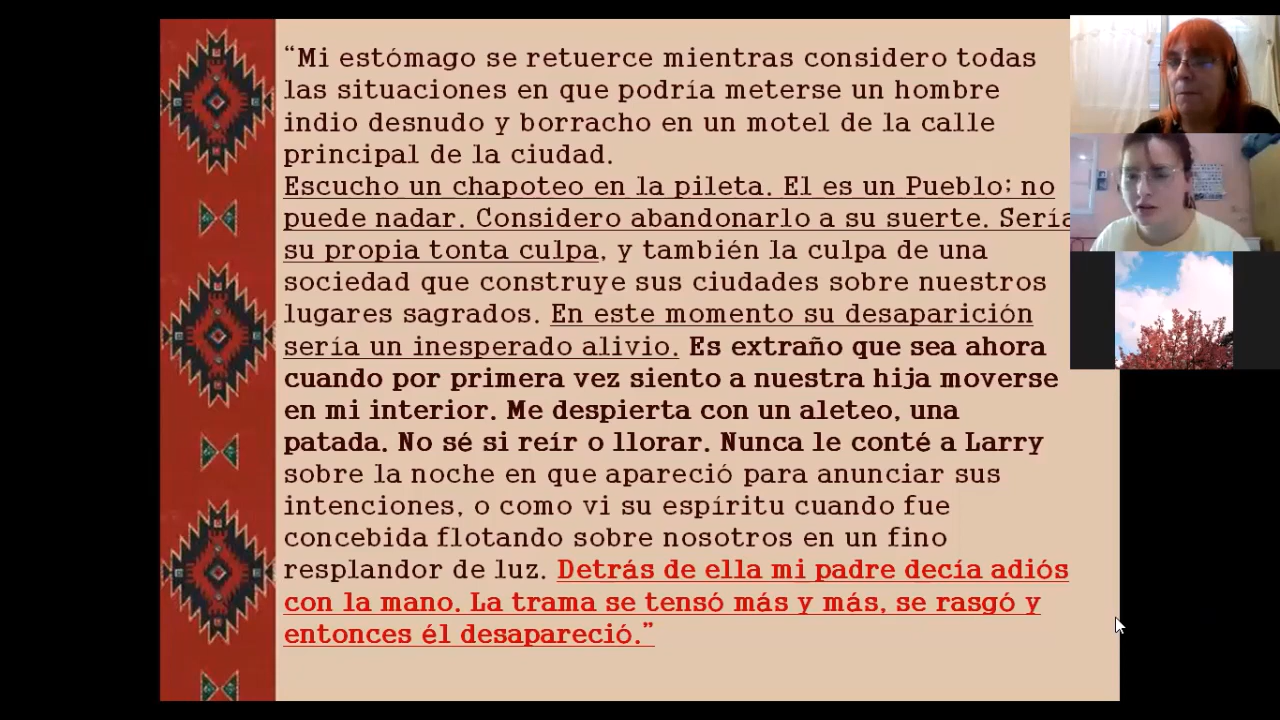 “Mi estómago se retuerce mientras considero todas
las situaciones en que podría meterse un hombre
indio desnudo y borracho en un motel de la calle
principal de la ciudad.
Escucho un chapoteo en la pileta. El es un Pueblo; no
puede nadar. Considero abandonarlo a su suerte. Sería
su propia tonta culpa, y también la culpa de una
sociedad que construye sus ciudades sobre nuestros
lugares sagrados. En este momento su desaparición
sería un inesperado alivio. Es extraño que sea ahora
cuando por primera vez siento a nuestra hija moverse
en mi interior. Me despierta con un aleteo, una
patada. No sé si reír o llorar. Nunca le conté a Larry
sobre la noche en que apareció para anunciar sus
intenciones, o como vi su espíritu cuando fue
concebida flotando sobre nosotros en un fino
resplandor de luz. Detrás de ella mi padre decía adiós
con la mano. La trama se tensó más y más, se rasgó y
entonces él desapareció.”